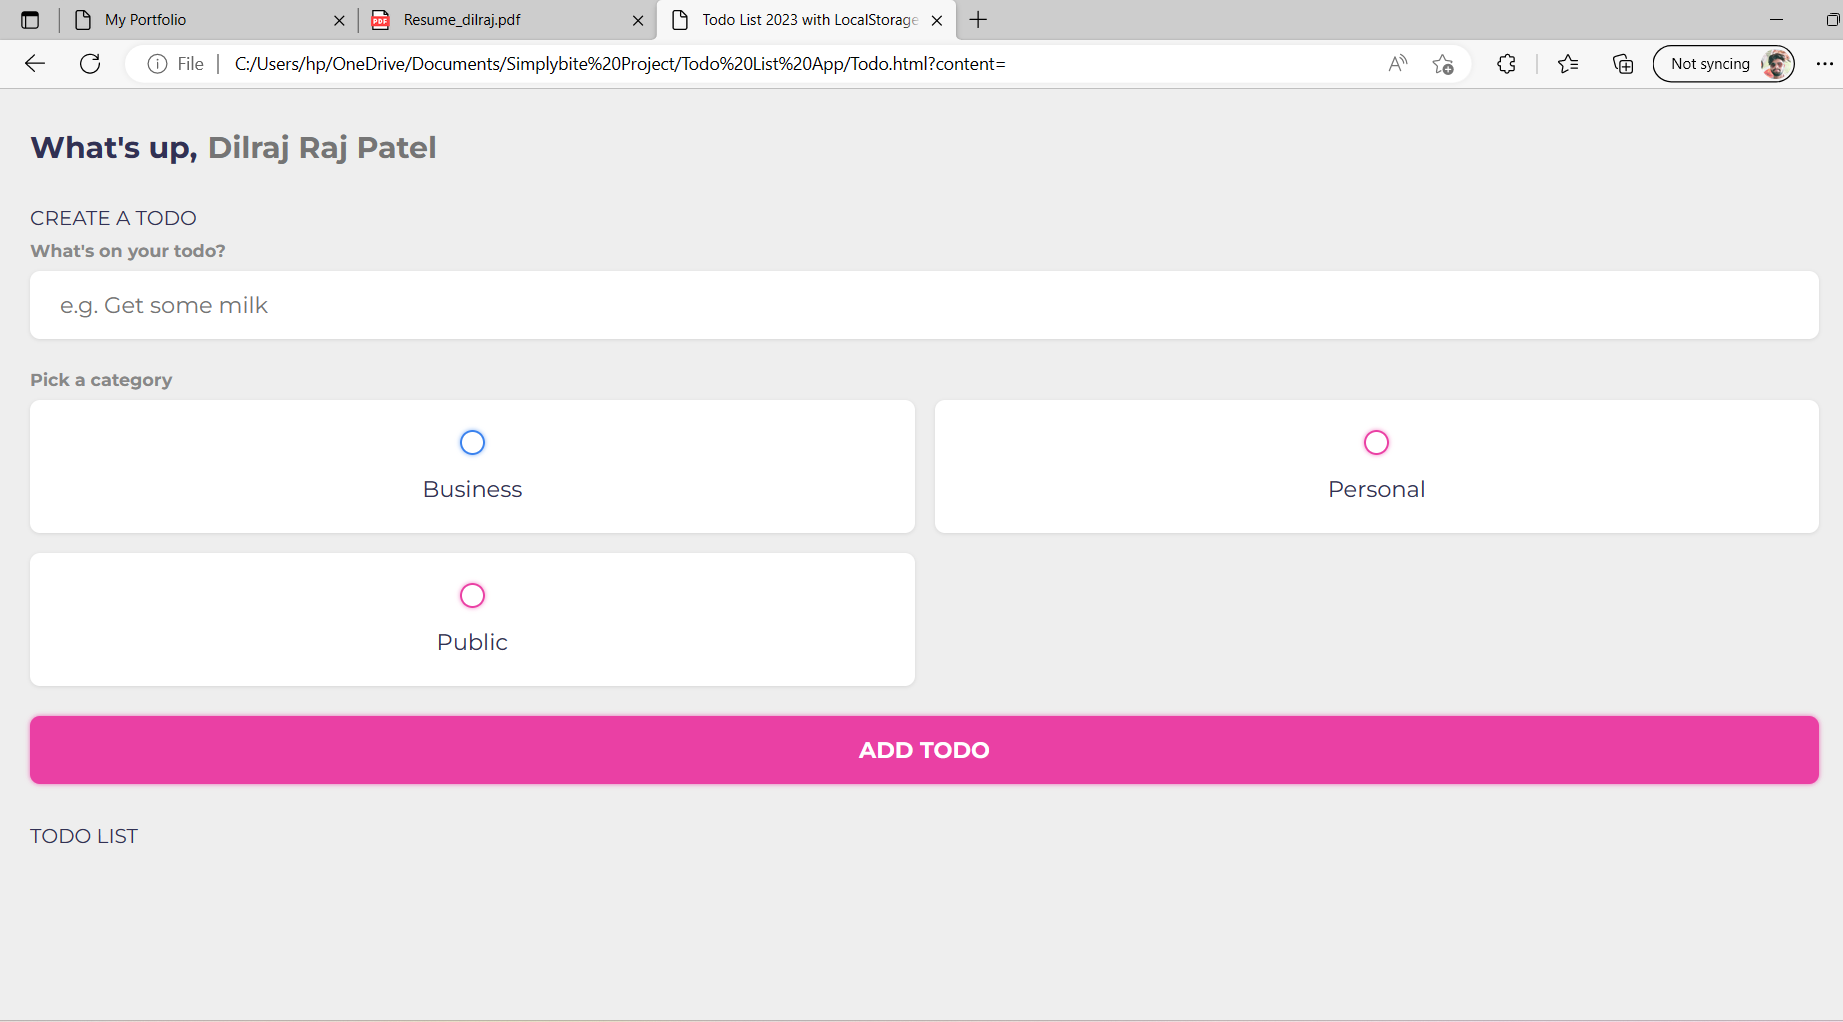 My Portfolio
Resume_dilraj.pdf
Todo List 2023 with LocalStorage
File
C:/Users/hp/OneDrive/Documents/Simplybite%20Project/Todo%20List%20App/Todo.html?content=
Not syncing
What's up, Dilraj Raj Patel
CREATE A TODO
What's on your todo?
e.g. Get some milk
Pick a category
Business
Personal
Public
ADD TODO
TODO LIST